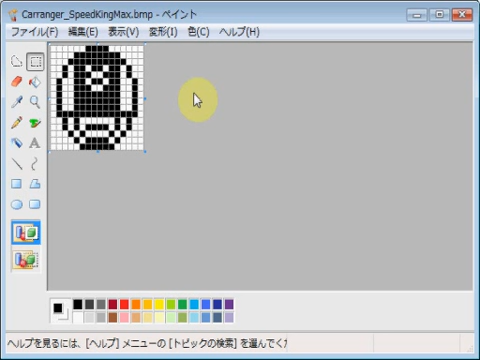 Carranger_SpeedKingMax.bmp - ペイント
ファイル(F) 編集(E) 表示(V) 変形(I) 色(C) ヘルプ(H)
A
ヘルプを見るには、[ヘルプ] メニューの [トピックの検索] を選んでくだ